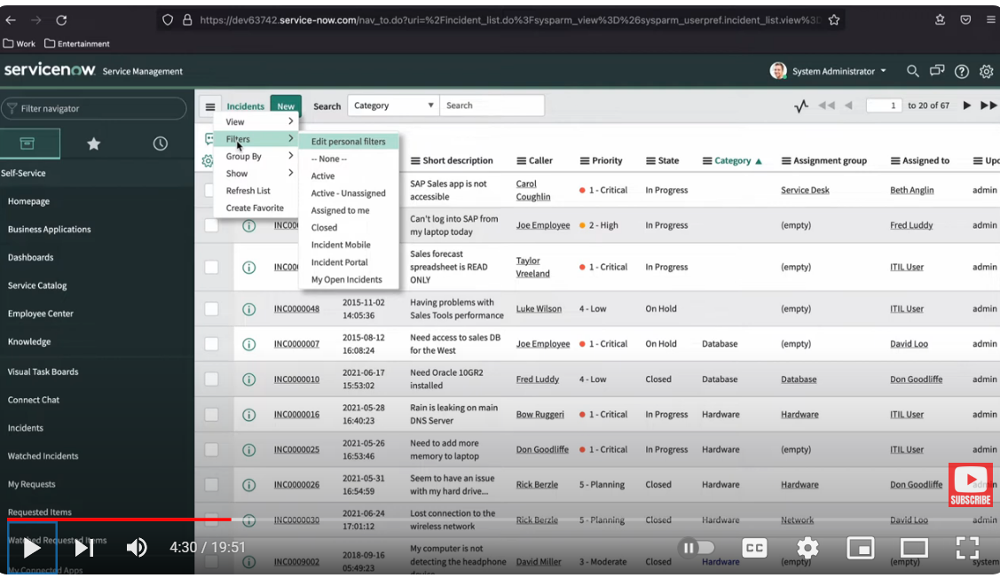 https://dev63742.service-now.com/nav_to.do?uri=%2Fincident_list.do%3Fsysparm_view%3D%26sysparm_userpref.incident_list.view%3D
Work Entertainment
servicenow Service Management System Administrator
Filter navigator
Incidents New Search Category Search 1 to 20 of 67
View
Filters
Group By
Show
Refresh List
Create Favorite
Edit personal filters
-- None --
Active
Active - Unassigned
Assigned to me
Closed
Incident Mobile
Incident Portal
My Open Incidents
Self-Service
Homepage
Business Applications
Dashboards
Service Catalog
Employee Center
Knowledge
Visual Task Boards
Connect Chat
Incidents
Watched Incidents
My Requests
Requested Items
Watched Requested Items
My Connected Apps
Short description Caller Priority State Category Assignment group Assigned to
SAP Sales app is not
accessible
Carol
Coughlin
1 - Critical In Progress Service Desk Beth Anglin admin
Can't log into SAP from
my laptop today
Joe Employee 2 - High In Progress (empty) Fred Luddy admin
Sales forecast
spreadsheet is READ
ONLY
Taylor
Vreeland
1 - Critical In Progress (empty) ITIL User admin
INC0000048
2015-11-02
14:05:36
Having problems with
Sales Tools performance
Luke Wilson 4 - Low On Hold (empty) ITIL User admin
INC0000007
2015-08-12
16:08:24
Need access to sales DB
for the West
Joe Employee 1 - Critical On Hold Database (empty) David Loo admin
INC0000010
2021-06-17
15:53:02
Need Oracle 10GR2
installed
Fred Luddy 4 - Low Closed Database Database Don Goodliffe admin
INC0000016
2021-05-28
16:40:23
Rain is leaking on main
DNS Server
Bow Ruggeri 1 - Critical In Progress Hardware Hardware ITIL User admin
INC0000025
2021-05-26
16:53:46
Need to add more
memory to laptop
Don Goodliffe 1 - Critical In Progress Hardware (empty) ITIL User admin
INC0000026
2021-05-31
16:54:59
Seem to have an issue
with my hard drive...
Rick Berzle 5 - Planning Closed Hardware Hardware Don Goodliffe
SUBSCRIBE
INC0000030
2021-06-24
17:01:12
Lost connection to the
wireless network
Rick Berzle 5 - Planning Closed Hardware Network David Loo admin
INC0009002
2018-09-16
05:49:23
My computer is not
detecting the headphone
David Miller 3 - Moderate Closed Hardware (empty) (empty) system
4:30 / 19:51
CC